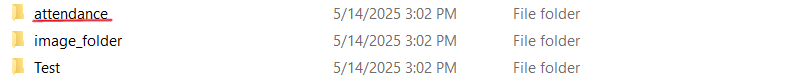 attendance 5/14/2025 3:02 PM File folder
image_folder 5/14/2025 3:02 PM File folder
Test 5/14/2025 3:02 PM File folder